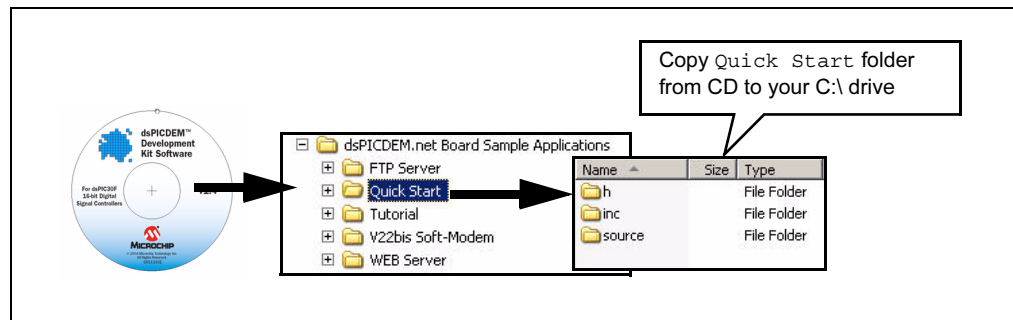 Copy Quick Start folder
from CD to your C:\ drive
dsPICDEM™
Development
Kit Software
For dsPIC30F
16-bit Digital
Signal Controllers
MICROCHIP
dsPICDEM.net Board Sample Applications
FTP Server
Quick Start
Tutorial
V22bis Soft-Modem
WEB Server
Name Size Type
h File Folder
inc File Folder
source File Folder